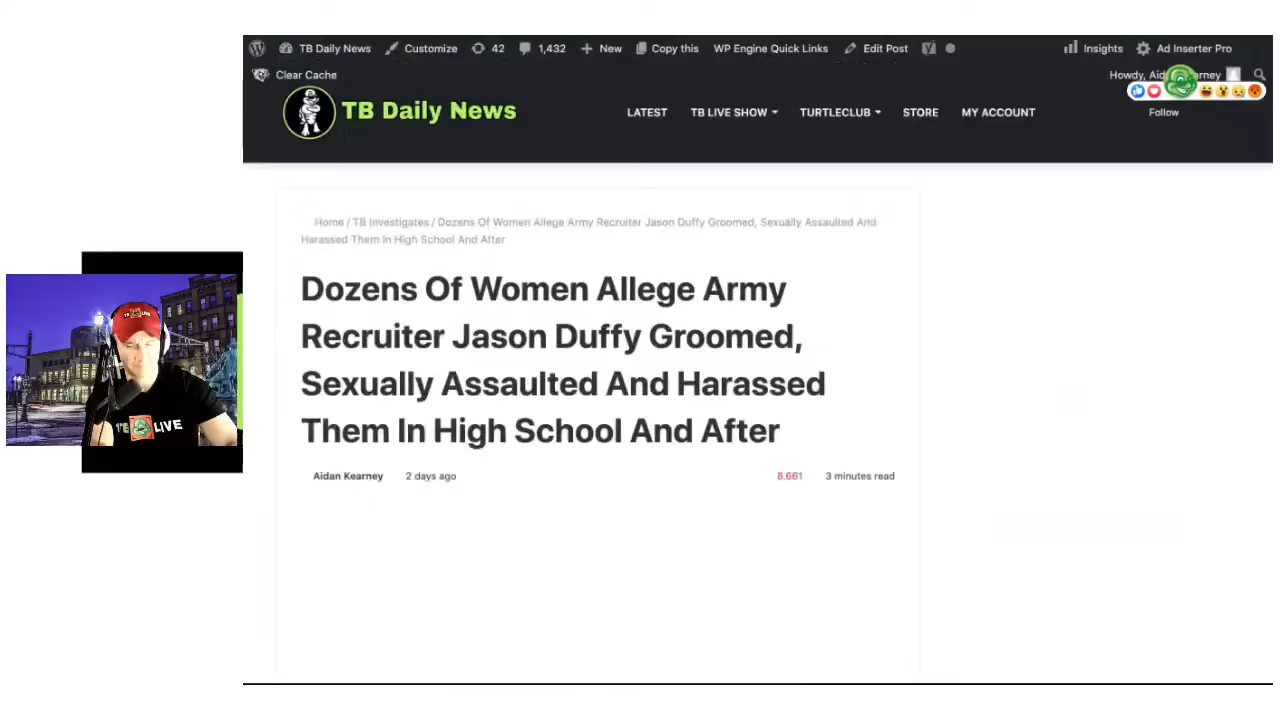 TB Daily News
Customize
42
1,432
New
Copy this
WP Engine Quick Links
Edit Post
Insights
Ad Inserter Pro
Clear Cache
Howdy,
TB Daily News
LATEST
TB LIVE SHOW
TURTLECLUB
STORE
MY ACCOUNT
Follow
Home / TB Investigates / Dozens Of Women Allege Army Recruiter Jason Duffy Groomed, Sexually Assaulted And
Harassed Them In High School And After
Dozens Of Women Allege Army
Recruiter Jason Duffy Groomed,
Sexually Assaulted And Harassed
Them In High School And After
Aidan Kearney
2 days ago
8,661
3 minutes read
LIVE